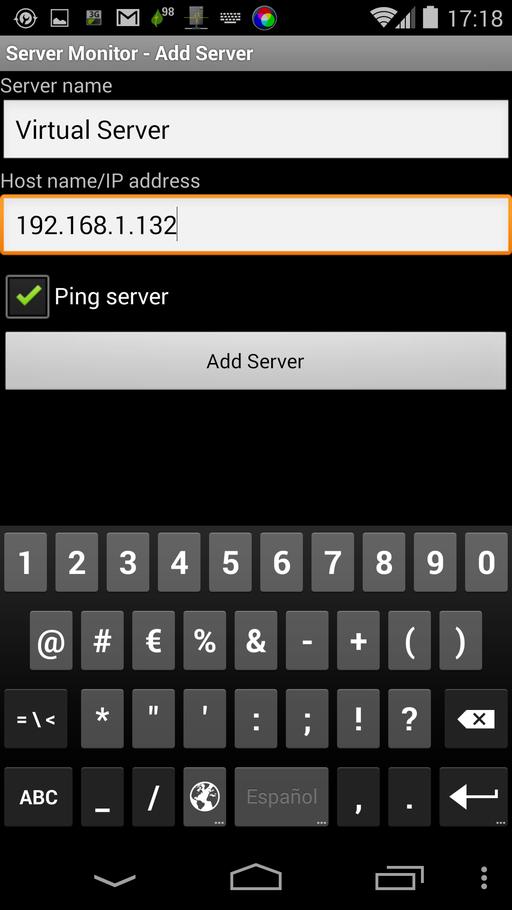 98 17:18
Server Monitor - Add Server
Server name
Virtual Server
Host name/IP address
192.168.1.132
Ping server
Add Server
1 2 3 4 5 6 7 8 9 0
@ # € % & - + ( )
= \ < * " ' : ; ! ?
ABC _ / Español , .